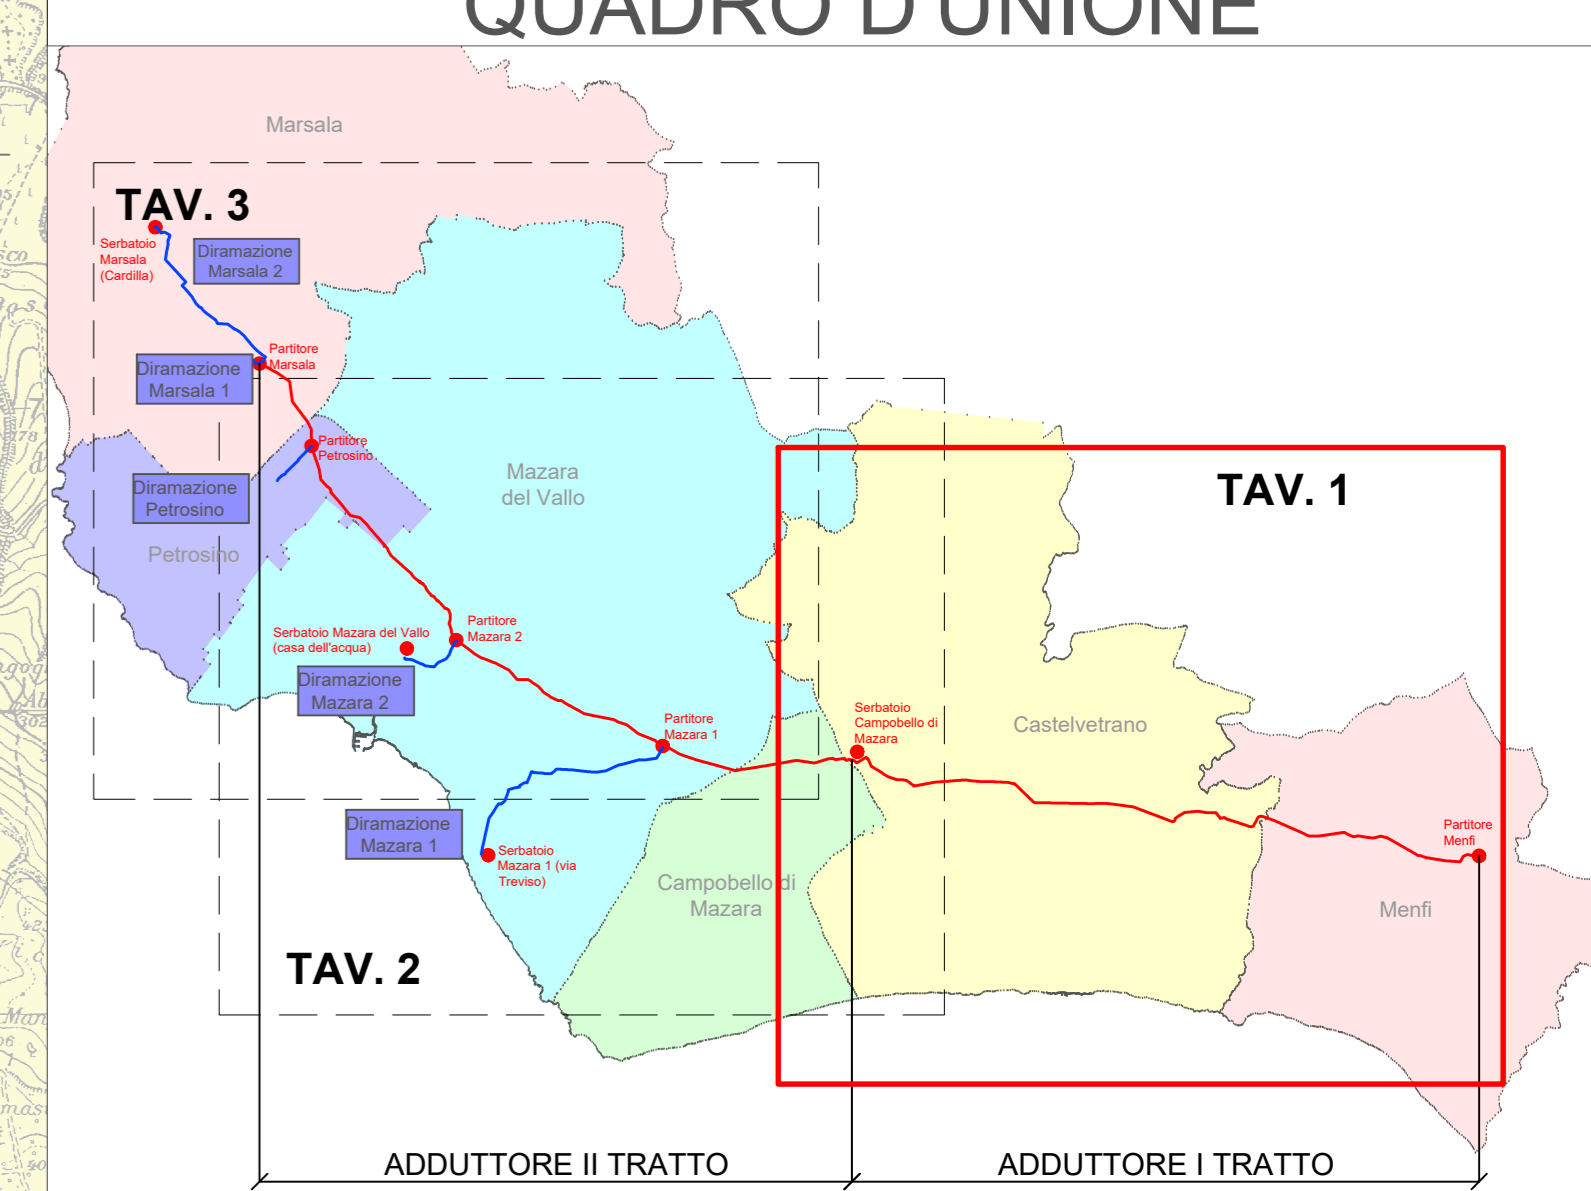 QUADRO D'UNIONE
Marsala
TAV. 3
Serbatoio
Marsala
(Cardilla)
Diramazione
Marsala 2
Partitore
Marsala
Diramazione
Marsala 1
Partitore
Petrosino
Mazara
del Vallo
TAV. 1
Diramazione
Petrosino
Petrosino
Partitore
Mazara 2
Serbatoio Mazara del Vallo
(casa dell'acqua)
Diramazione
Mazara 2
Partitore
Mazara 1
Serbatoio
Campobello di
Mazara
Castelvetrano
Diramazione
Mazara 1
Serbatoio
Mazara 1 (via
Treviso)
Partitore
Menfi
Campobello di
Mazara
Menfi
TAV. 2
ADDUTTORE II TRATTO
ADDUTTORE I TRATTO